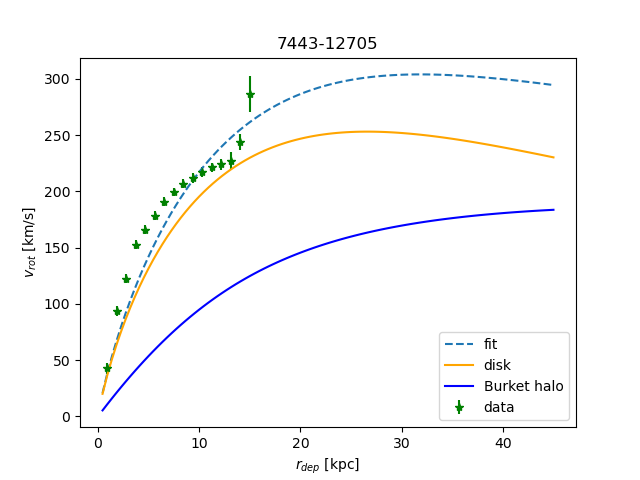 7443-12705
300
250
200
150
100
50
0
v_rot [km/s]
0 10 20 30 40
r_dep [kpc]
fit
disk
Burket halo
data